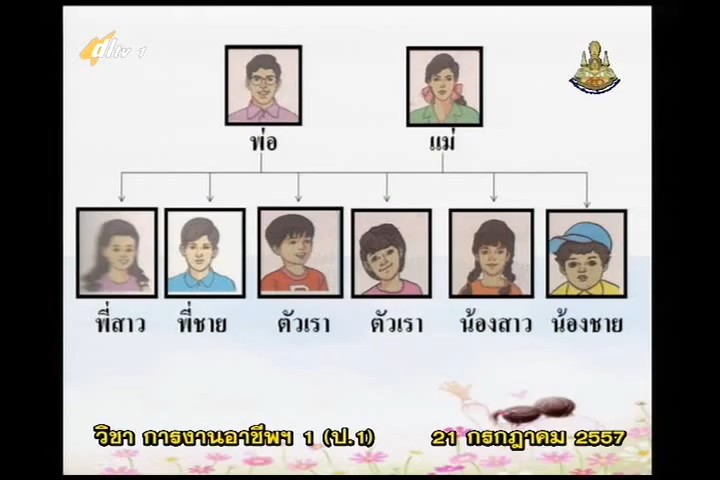 dltv 1
พ่อ แม่
พี่สาว พี่ชาย ตัวเรา ตัวเรา น้องสาว น้องชาย
วิชา การงานอาชีพฯ 1 (ป.1) 21 กรกฎาคม 2557